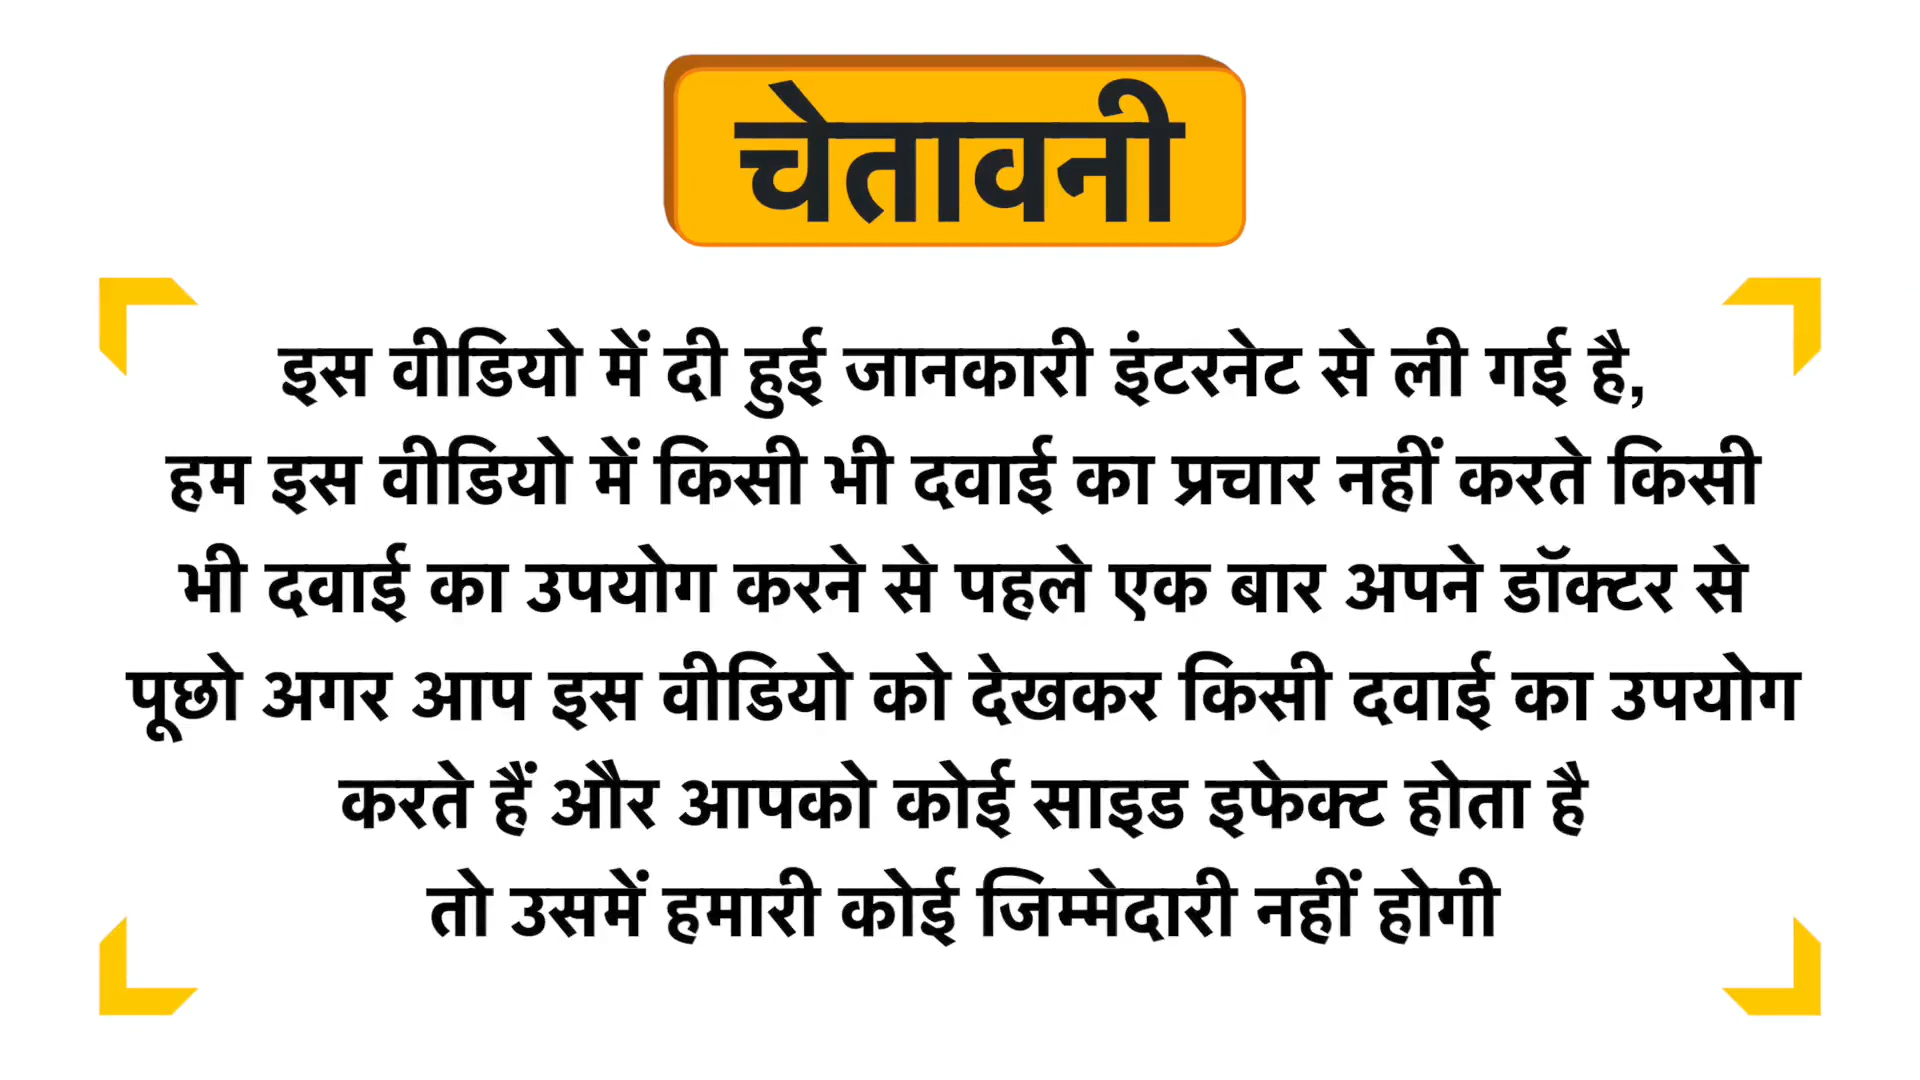 चेतावनी
इस वीडियो में दी हुई जानकारी इंटरनेट से ली गई है,
हम इस वीडियो में किसी भी दवाई का प्रचार नहीं करते किसी
भी दवाई का उपयोग करने से पहले एक बार अपने डॉक्टर से
पूछो अगर आप इस वीडियो को देखकर किसी दवाई का उपयोग
करते हैं और आपको कोई साइड इफेक्ट होता है
तो उसमें हमारी कोई जिम्मेदारी नहीं होगी